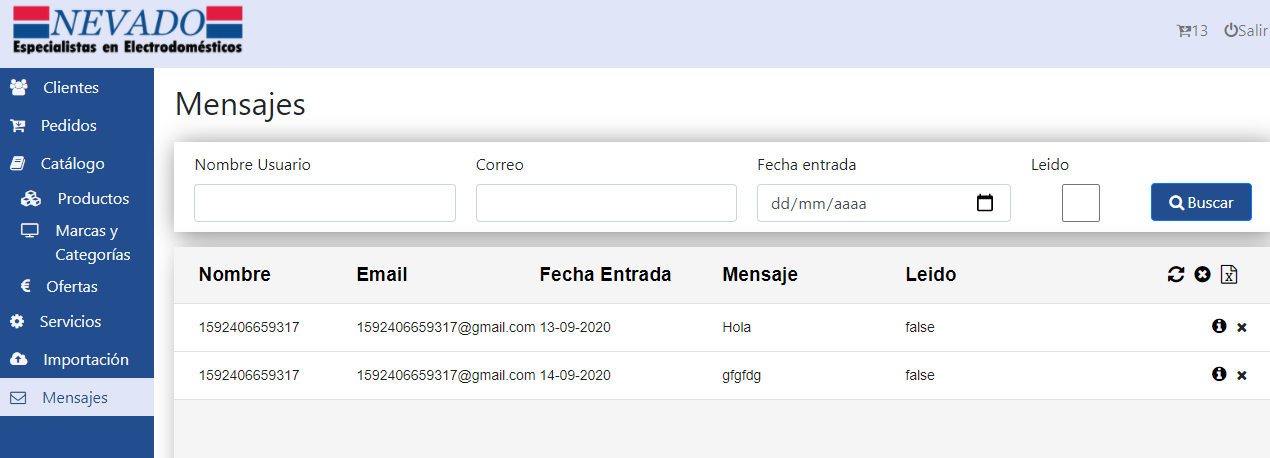 NEVADO
Especialistas en Electrodomésticos
13 Salir
Clientes
Pedidos
Catálogo
Productos
Marcas y
Categorías
Ofertas
Servicios
Importación
Mensajes
Mensajes
Nombre Usuario Correo Fecha entrada Leido
dd/mm/aaaa Buscar
Nombre Email Fecha Entrada Mensaje Leido
1592406659317 1592406659317@gmail.com 13-09-2020 Hola false
1592406659317 1592406659317@gmail.com 14-09-2020 gfgfdg false